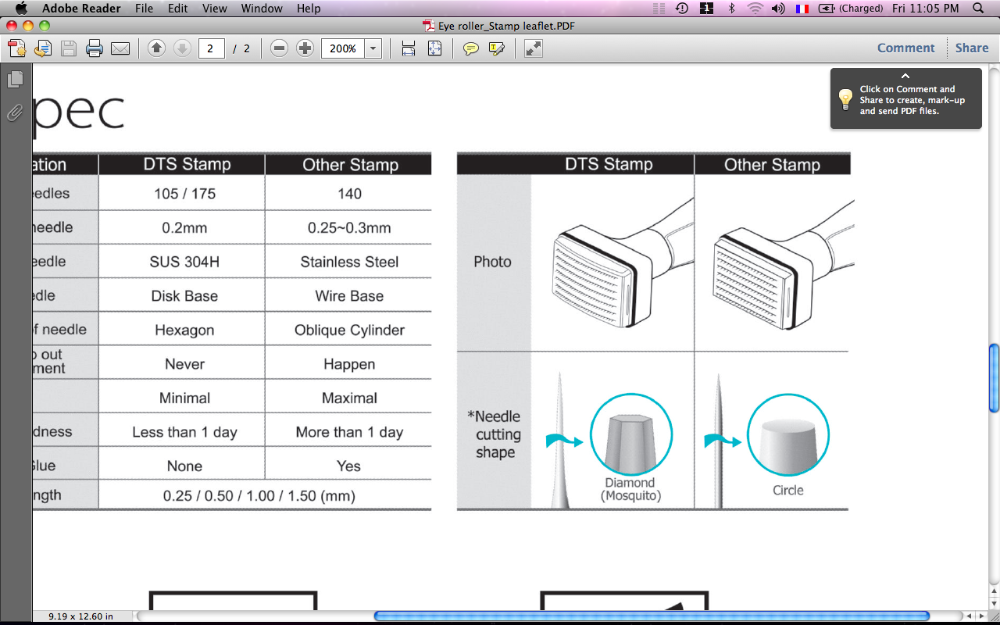 Adobe Reader File Edit View Window Help 1 (Charged) Fri 11:05 PM
Eye roller_Stamp leaflet.PDF
2 / 2 200% Comment Share
Click on Comment and
Share to create, mark-up
and send PDF files.
pec
ation DTS Stamp Other Stamp
edles 105 / 175 140
needle 0.2mm 0.25~0.3mm
eedle SUS 304H Stainless Steel
edle Disk Base Wire Base
of needle Hexagon Oblique Cylinder
o out
ment Never Happen
Minimal Maximal
dness Less than 1 day More than 1 day
Glue None Yes
ngth 0.25 / 0.50 / 1.00 / 1.50 (mm)
DTS Stamp Other Stamp
Photo
*Needle
cutting
shape
Diamond
(Mosquito)
Circle
9.19 x 12.60 in